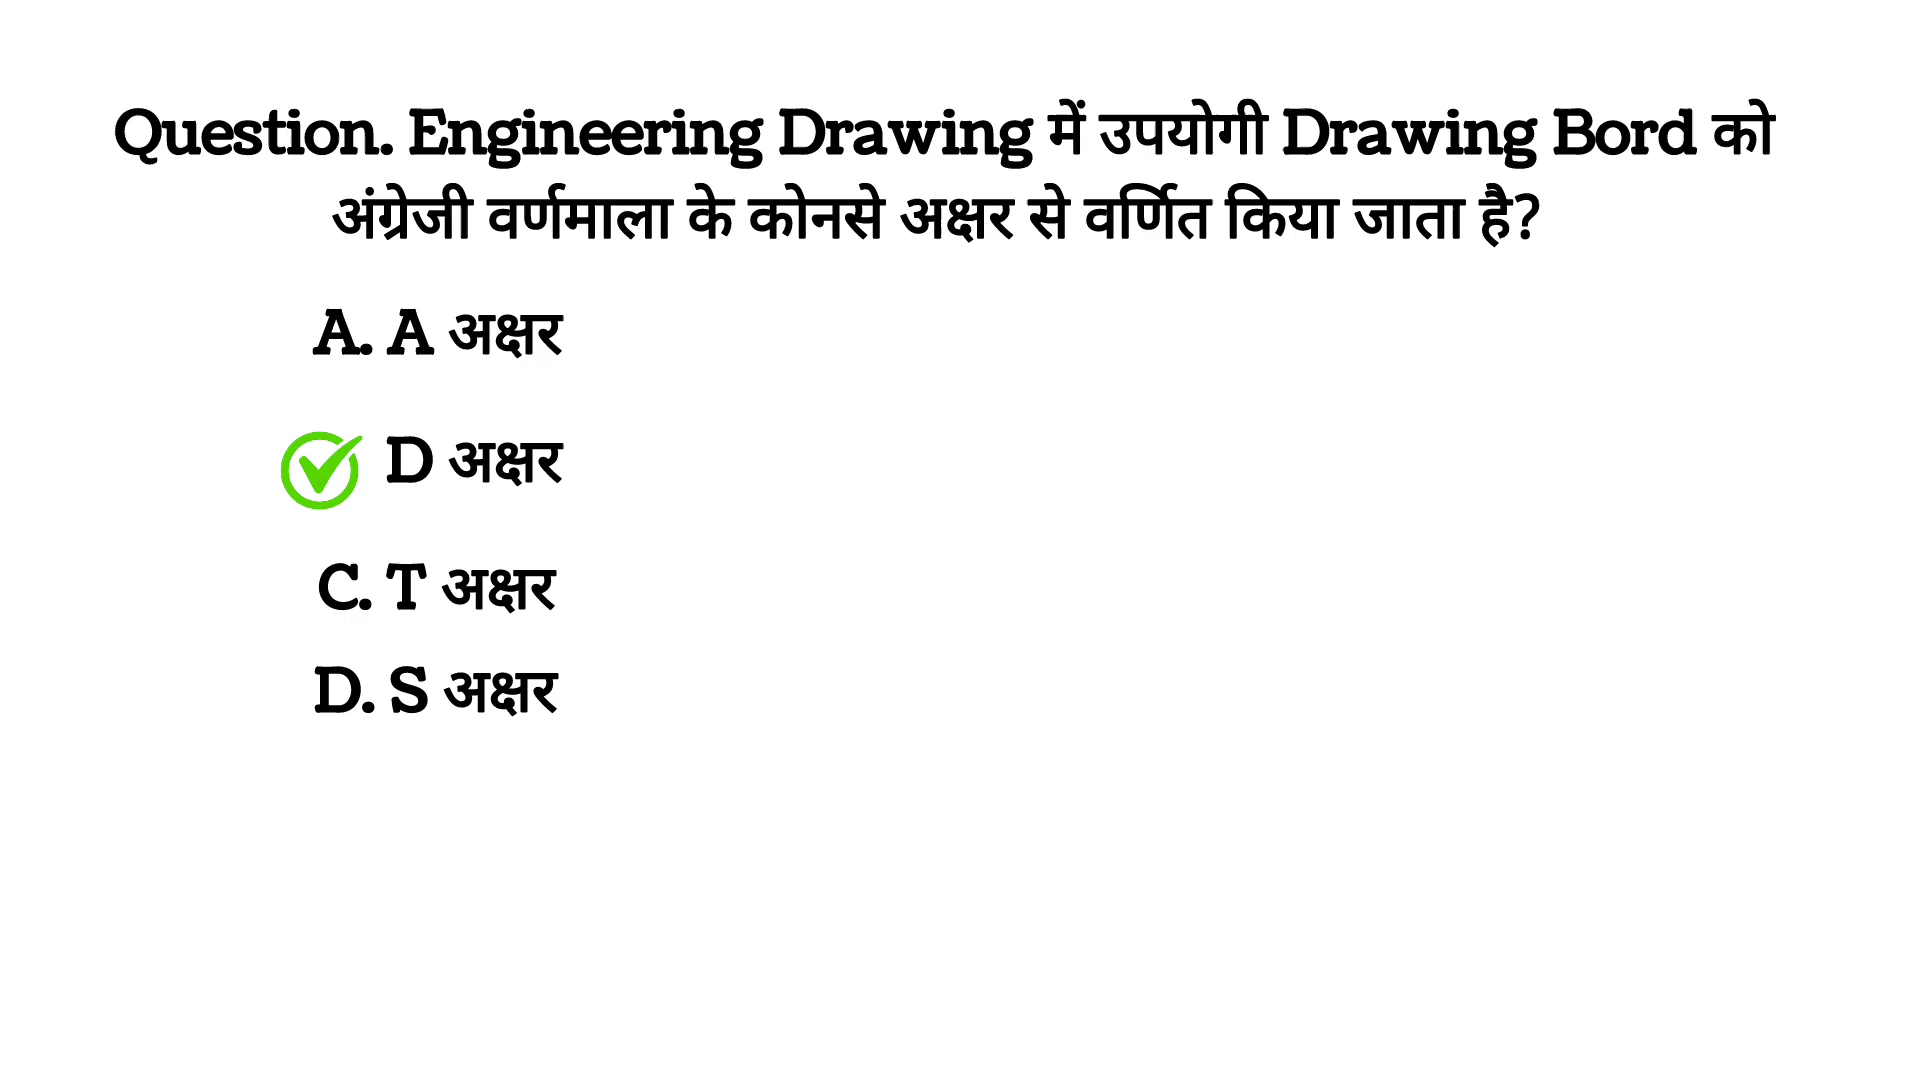 Question. Engineering Drawing में उपयोगी Drawing Bord को
अंग्रेजी वर्णमाला के कोनसे अक्षर से वर्णित किया जाता है?
A. A अक्षर
D अक्षर
C. T अक्षर
D. S अक्षर